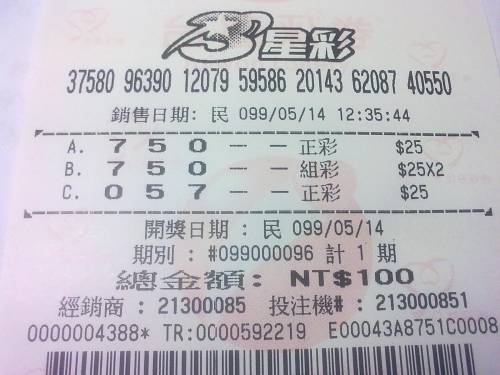 3星彩
37580 96390 12079 59586 20143 62087 40550
銷售日期: 民 099/05/14 12:35:44
A. 7 5 0 - - 正彩 $25
B. 7 5 0 - - 組彩 $25X2
C. 0 5 7 - - 正彩 $25
開獎日期 : 民 099/05/14
期別 : #099000096 計 1 期
總金額: NT$100
經銷商 : 21300085 投注機# : 213000851
0000004388* TR:0000592219 E00043A8751C0008